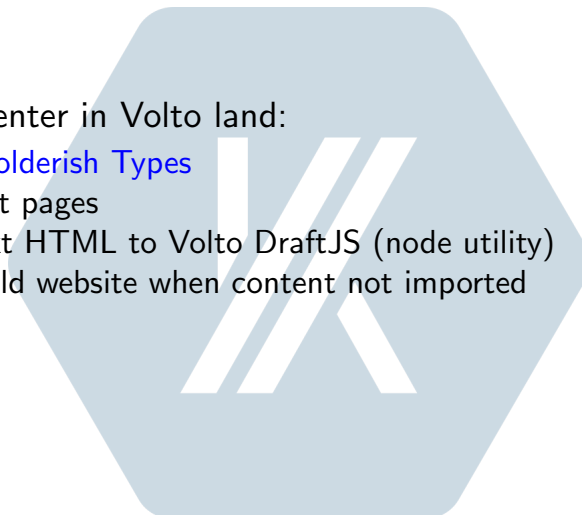 enter in Volto land:
olderish Types
t pages
t HTML to Volto DraftJS (node utility)
ld website when content not imported